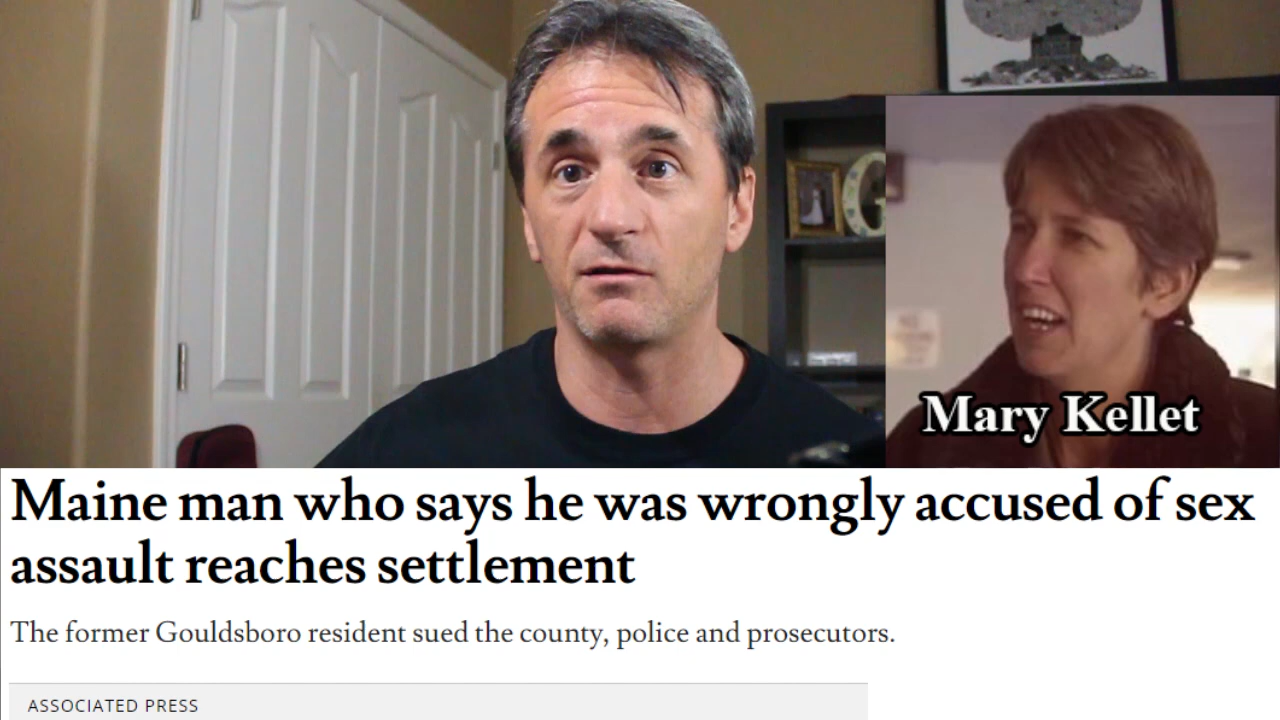 Mary Kellet
Maine man who says he was wrongly accused of sex
assault reaches settlement
The former Gouldsboro resident sued the county, police and prosecutors.
ASSOCIATED PRESS